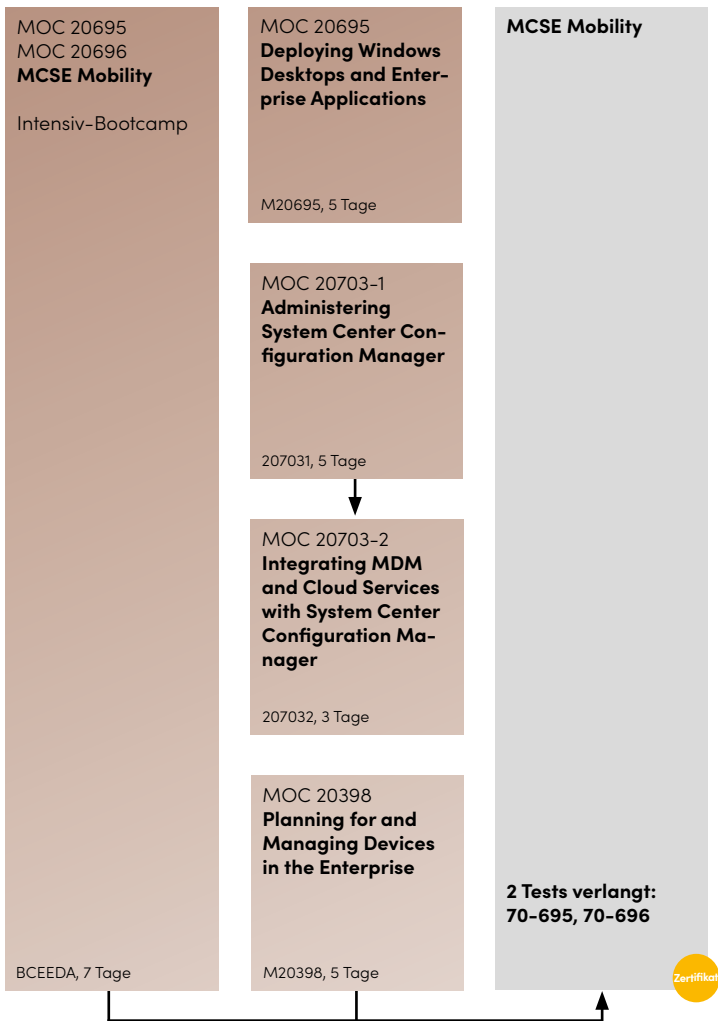 MOC 20695
MOC 20696
MCSE Mobility
Intensiv-Bootcamp
BCEEDA, 7 Tage
MOC 20695
Deploying Windows
Desktops and Enter-
prise Applications
M20695, 5 Tage
MOC 20703-1
Administering
System Center Con-
figuration Manager
207031, 5 Tage
MOC 20703-2
Integrating MDM
and Cloud Services
with System Center
Configuration Ma-
nager
207032, 3 Tage
MOC 20398
Planning for and
Managing Devices
in the Enterprise
M20398, 5 Tage
MCSE Mobility
2 Tests verlangt:
70-695, 70-696
Zertifikat